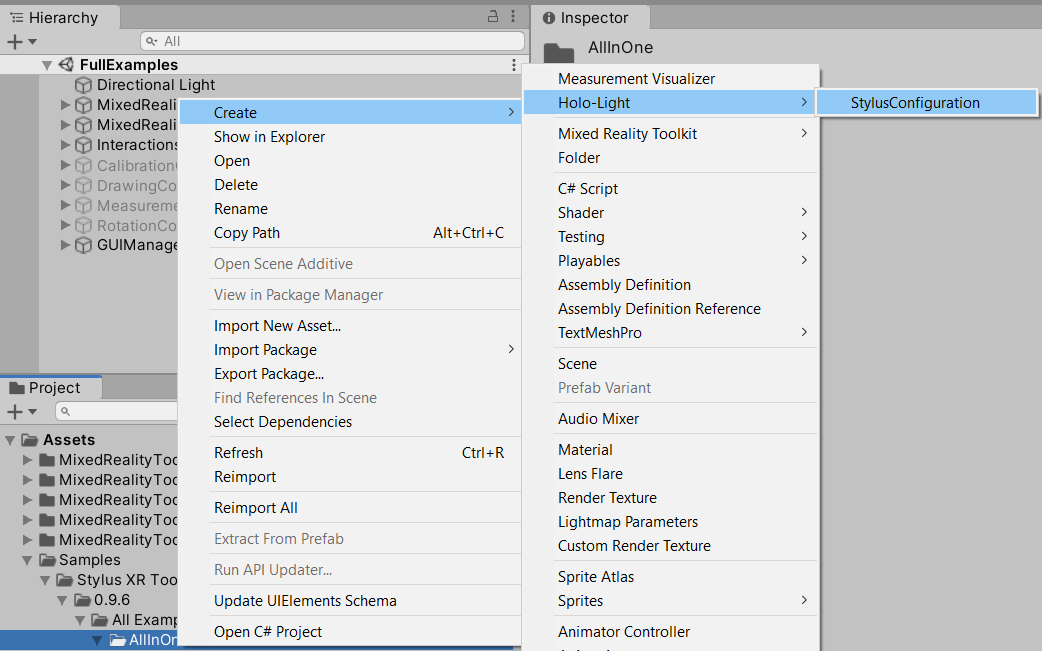 Hierarchy
All
FullExamples
Directional Light
MixedReali
MixedReali
Interactions
Calibration
DrawingCo
Measureme
RotationCo
GUIManage
Project
Assets
MixedRealityToo
MixedRealityToo
MixedRealityToo
MixedRealityToo
MixedRealityToo
Samples
Stylus XR Too
0.9.6
All Examp
AllInOn
Create
Show in Explorer
Open
Delete
Rename
Copy Path Alt+Ctrl+C
Open Scene Additive
View in Package Manager
Import New Asset...
Import Package
Export Package...
Find References In Scene
Select Dependencies
Refresh Ctrl+R
Reimport
Reimport All
Extract From Prefab
Run API Updater...
Update UIElements Schema
Open C# Project
Inspector
AllInOne
Measurement Visualizer
Holo-Light
Mixed Reality Toolkit
Folder
C# Script
Shader
Testing
Playables
Assembly Definition
Assembly Definition Reference
TextMeshPro
Scene
Prefab Variant
Audio Mixer
Material
Lens Flare
Render Texture
Lightmap Parameters
Custom Render Texture
Sprite Atlas
Sprites
Animator Controller
StylusConfiguration